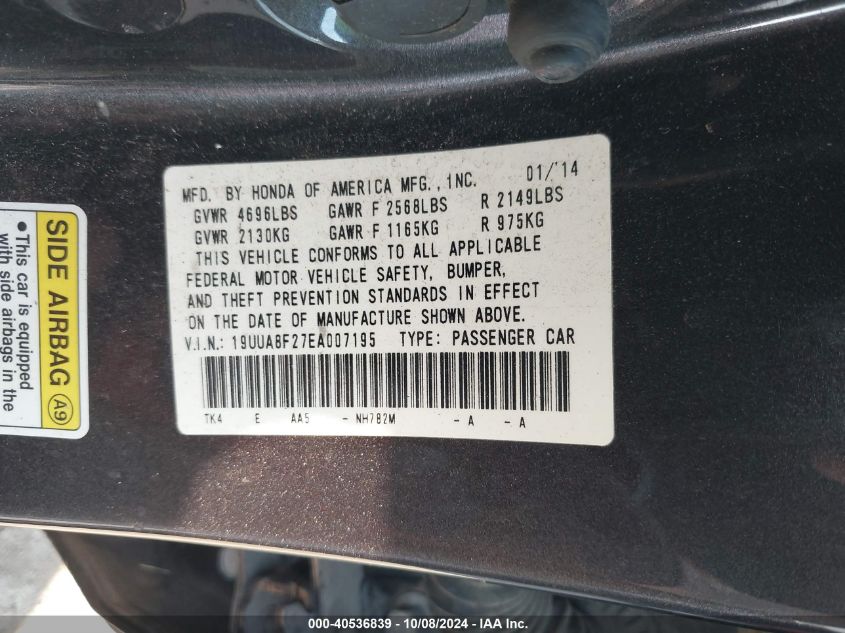 MFD. BY HONDA OF AMERICA MFG.,INC. 01/'14
GVWR 4696LBS GAWR F 2568LBS R 2149LBS
GVWR 2130KG GAWR F 1165KG R 975KG
THIS VEHICLE CONFORMS TO ALL APPLICABLE
FEDERAL MOTOR VEHICLE SAFETY, BUMPER,
AND THEFT PREVENTION STANDARDS IN EFFECT
ON THE DATE OF MANUFACTURE SHOWN ABOVE.
V.I.N.: 19UUA8F27EA007195 TYPE: PASSENGER CAR
TK4 E AA5 - NH782M - A - A
SIDE AIRBAG A9
•This car is equipped
with side airbags in the
000-40536839 - 10/08/2024 - IAA Inc.